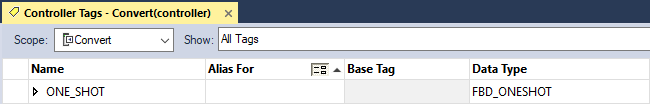 Controller Tags - Convert(controller) ×
Scope: Convert Show: All Tags
Name Alias For Base Tag Data Type
ONE_SHOT FBD_ONESHOT